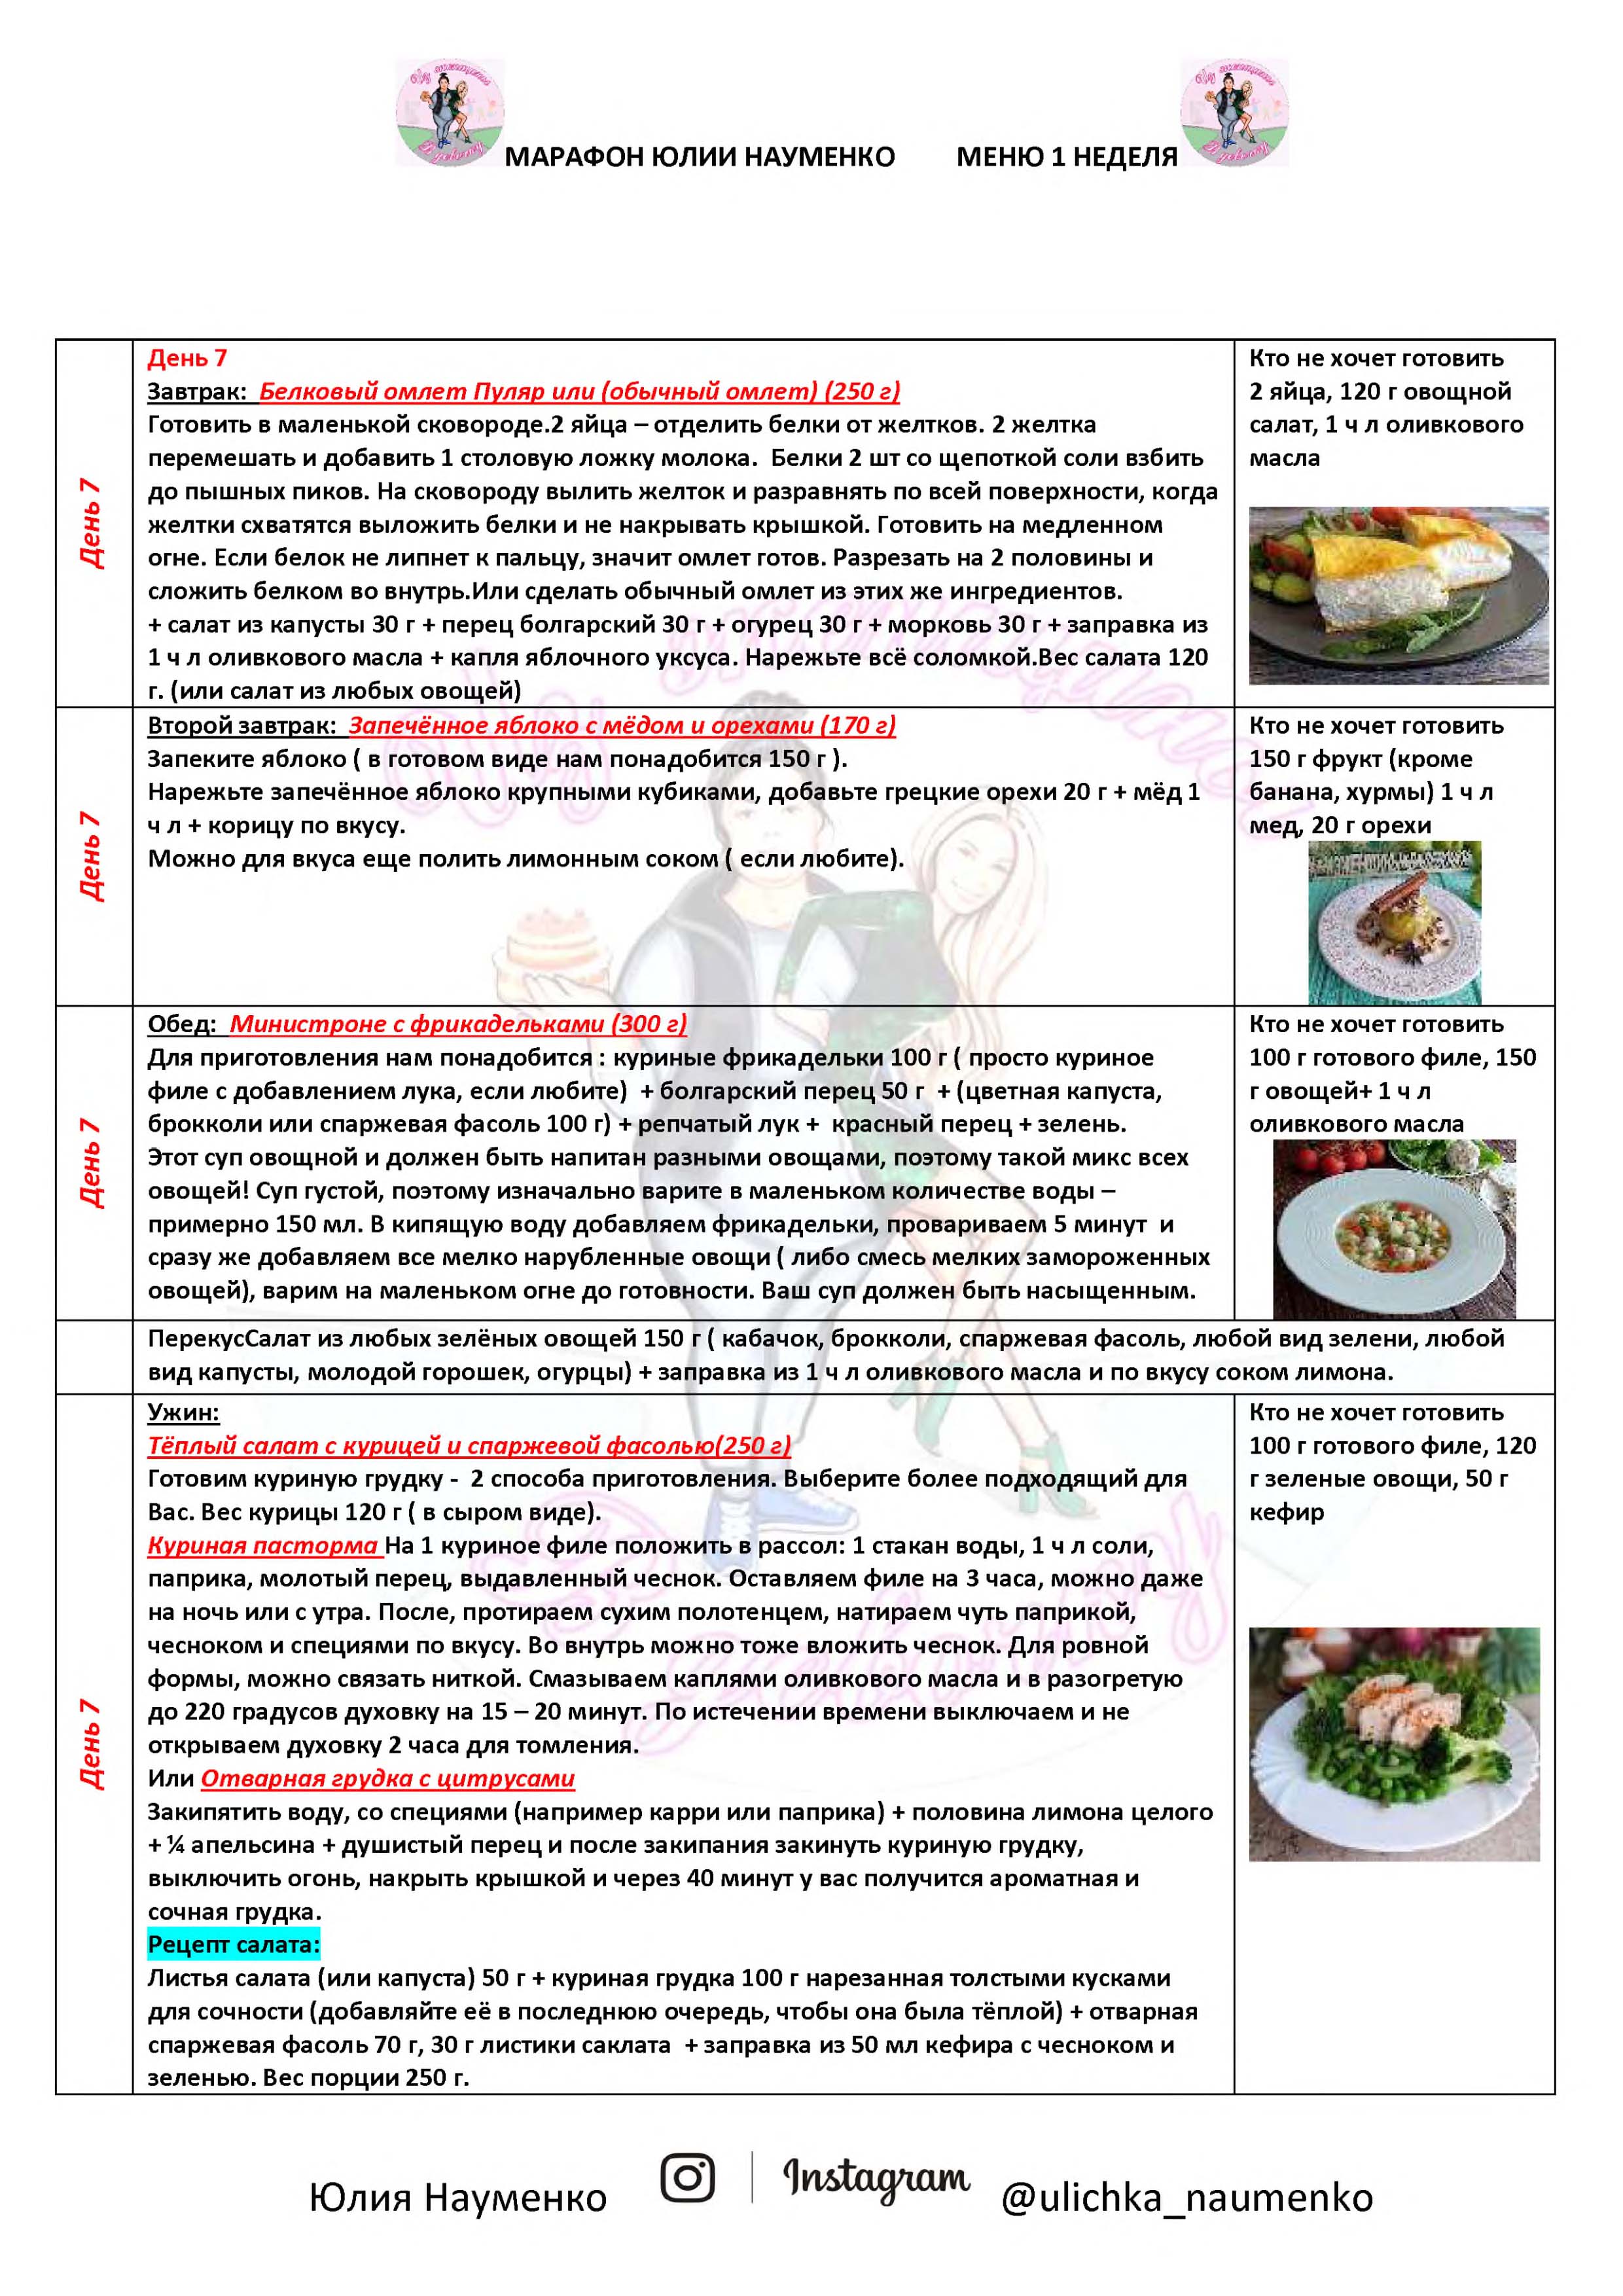 МАРАФОН ЮЛИИ НАУМЕНКО МЕНЮ 1 НЕДЕЛЯ
День 7
День 7
Завтрак: Белковый омлет Пуляр или (обычный омлет) (250 г)
Готовить в маленькой сковороде.2 яйца – отделить белки от желтков. 2 желтка
перемешать и добавить 1 столовую ложку молока. Белки 2 шт со щепоткой соли взбить
до пышных пиков. На сковороду вылить желток и разравнять по всей поверхности, когда
желтки схватятся выложить белки и не накрывать крышкой. Готовить на медленном
огне. Если белок не липнет к пальцу, значит омлет готов. Разрезать на 2 половины и
сложить белком во внутрь.Или сделать обычный омлет из этих же ингредиентов.
+ салат из капусты 30 г + перец болгарский 30 г + огурец 30 г + морковь 30 г + заправка из
1 ч л оливкового масла + капля яблочного уксуса. Нарежьте всё соломкой.Вес салата 120
г. (или салат из любых овощей)
Кто не хочет готовить
2 яйца, 120 г овощной
салат, 1 ч л оливкового
масла
День 7
Второй завтрак: Запечённое яблоко с мёдом и орехами (170 г)
Запеките яблоко ( в готовом виде нам понадобится 150 г ).
Нарежьте запечённое яблоко крупными кубиками, добавьте грецкие орехи 20 г + мёд 1
ч л + корицу по вкусу.
Можно для вкуса еще полить лимонным соком ( если любите).
Кто не хочет готовить
150 г фрукт (кроме
банана, хурмы) 1 ч л
мед, 20 г орехи
День 7
Обед: Министроне с фрикадельками (300 г)
Для приготовления нам понадобится : куриные фрикадельки 100 г ( просто куриное
филе с добавлением лука, если любите) + болгарский перец 50 г + (цветная капуста,
брокколи или спаржевая фасоль 100 г) + репчатый лук + красный перец + зелень.
Этот суп овощной и должен быть напитан разными овощами, поэтому такой микс всех
овощей! Суп густой, поэтому изначально варите в маленьком количестве воды –
примерно 150 мл. В кипящую воду добавляем фрикадельки, провариваем 5 минут и
сразу же добавляем все мелко нарубленные овощи ( либо смесь мелких замороженных
овощей), варим на маленьком огне до готовности. Ваш суп должен быть насыщенным.
Кто не хочет готовить
100 г готового филе, 150
г овощей+ 1 ч л
оливкового масла
ПерекусСалат из любых зелёных овощей 150 г ( кабачок, брокколи, спаржевая фасоль, любой вид зелени, любой
вид капусты, молодой горошек, огурцы) + заправка из 1 ч л оливкового масла и по вкусу соком лимона.
День 7
Ужин:
Тёплый салат с курицей и спаржевой фасолью(250 г)
Готовим куриную грудку - 2 способа приготовления. Выберите более подходящий для
Вас. Вес курицы 120 г ( в сыром виде).
Куриная пасторма На 1 куриное филе положить в рассол: 1 стакан воды, 1 ч л соли,
паприка, молотый перец, выдавленный чеснок. Оставляем филе на 3 часа, можно даже
на ночь или с утра. После, протираем сухим полотенцем, натираем чуть паприкой,
чесноком и специями по вкусу. Во внутрь можно тоже вложить чеснок. Для ровной
формы, можно связать ниткой. Смазываем каплями оливкового масла и в разогретую
до 220 градусов духовку на 15 – 20 минут. По истечении времени выключаем и не
открываем духовку 2 часа для томления.
Или Отварная грудка с цитрусами
Закипятить воду, со специями (например карри или паприка) + половина лимона целого
+ ¼ апельсина + душистый перец и после закипания закинуть куриную грудку,
выключить огонь, накрыть крышкой и через 40 минут у вас получится ароматная и
сочная грудка.
Рецепт салата:
Листья салата (или капуста) 50 г + куриная грудка 100 г нарезанная толстыми кусками
для сочности (добавляйте её в последнюю очередь, чтобы она была тёплой) + отварная
спаржевая фасоль 70 г, 30 г листики саклата + заправка из 50 мл кефира с чесноком и
зеленью. Вес порции 250 г.
Кто не хочет готовить
100 г готового филе, 120
г зеленые овощи, 50 г
кефир
Юлия Науменко Instagram @ulichka_naumenko